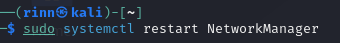 ──(rinn㉿kali)-[~]
─$ sudo systemctl restart NetworkManager